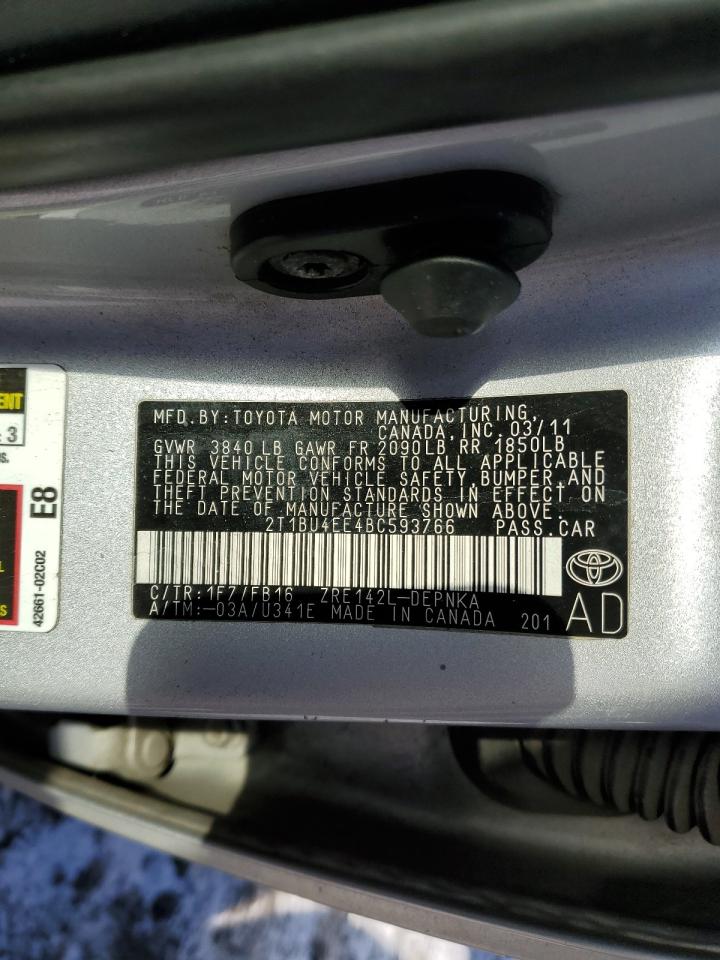 ENT
: 3
S.
L
S
E8
42661-02C02
MFD.BY:TOYOTA MOTOR MANUFACTURING,
CANADA,INC. 03/11
GVWR 3840LB GAWR FR 2090LB RR 1850LB
THIS VEHICLE CONFORMS TO ALL APPLICABLE
FEDERAL MOTOR VEHICLE SAFETY,BUMPER,AND
THEFT PREVENTION STANDARDS IN EFFECT ON
THE DATE OF MANUFACTURE SHOWN ABOVE.
2T1BU4EE4BC593766 PASS.CAR
C/TR:1F7/FB16 ZRE142L-DEPNKA
A/TM:-03A/U341E MADE IN CANADA 201
AD